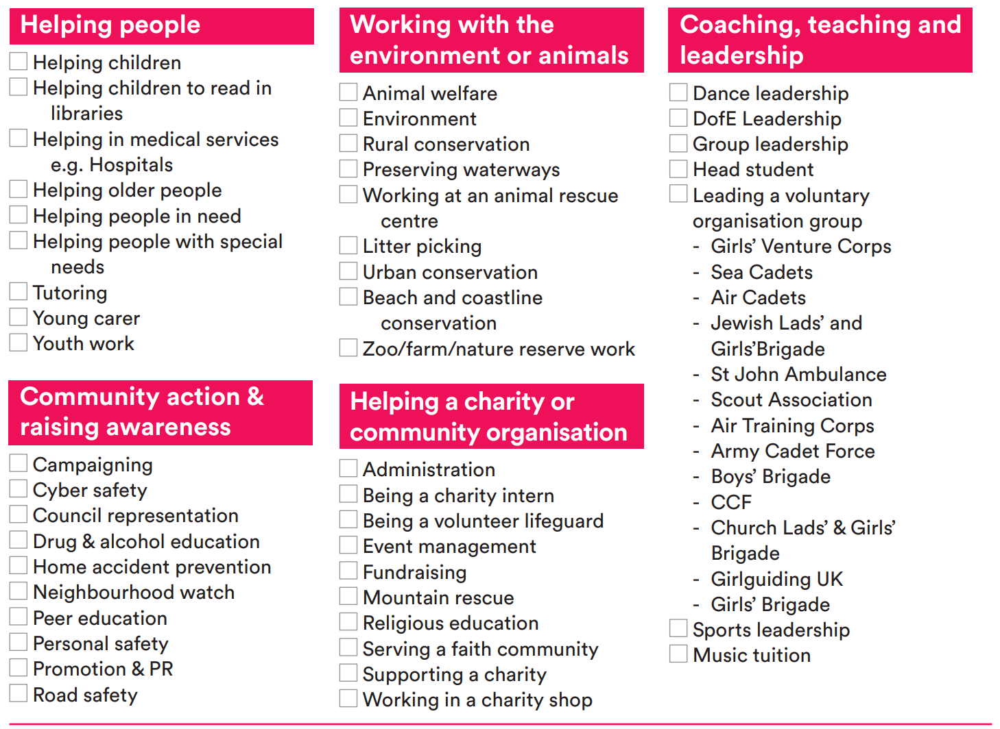 Helping people
Helping children
Helping children to read in
libraries
Helping in medical services
e.g. Hospitals
Helping older people
Helping people in need
Helping people with special
needs
Tutoring
Young carer
Youth work
Community action &
raising awareness
Campaigning
Cyber safety
Council representation
Drug & alcohol education
Home accident prevention
Neighbourhood watch
Peer education
Personal safety
Promotion & PR
Road safety
Working with the
environment or animals
Animal welfare
Environment
Rural conservation
Preserving waterways
Working at an animal rescue
centre
Litter picking
Urban conservation
Beach and coastline
conservation
Zoo/farm/nature reserve work
Helping a charity or
community organisation
Administration
Being a charity intern
Being a volunteer lifeguard
Event management
Fundraising
Mountain rescue
Religious education
Serving a faith community
Supporting a charity
Working in a charity shop
Coaching, teaching and
leadership
Dance leadership
DofE Leadership
Group leadership
Head student
Leading a voluntary
organisation group
- Girls’ Venture Corps
- Sea Cadets
- Air Cadets
- Jewish Lads’ and
Girls’Brigade
- St John Ambulance
- Scout Association
- Air Training Corps
- Army Cadet Force
- Boys’ Brigade
- CCF
- Church Lads’ & Girls’
Brigade
- Girlguiding UK
- Girls’ Brigade
Sports leadership
Music tuition